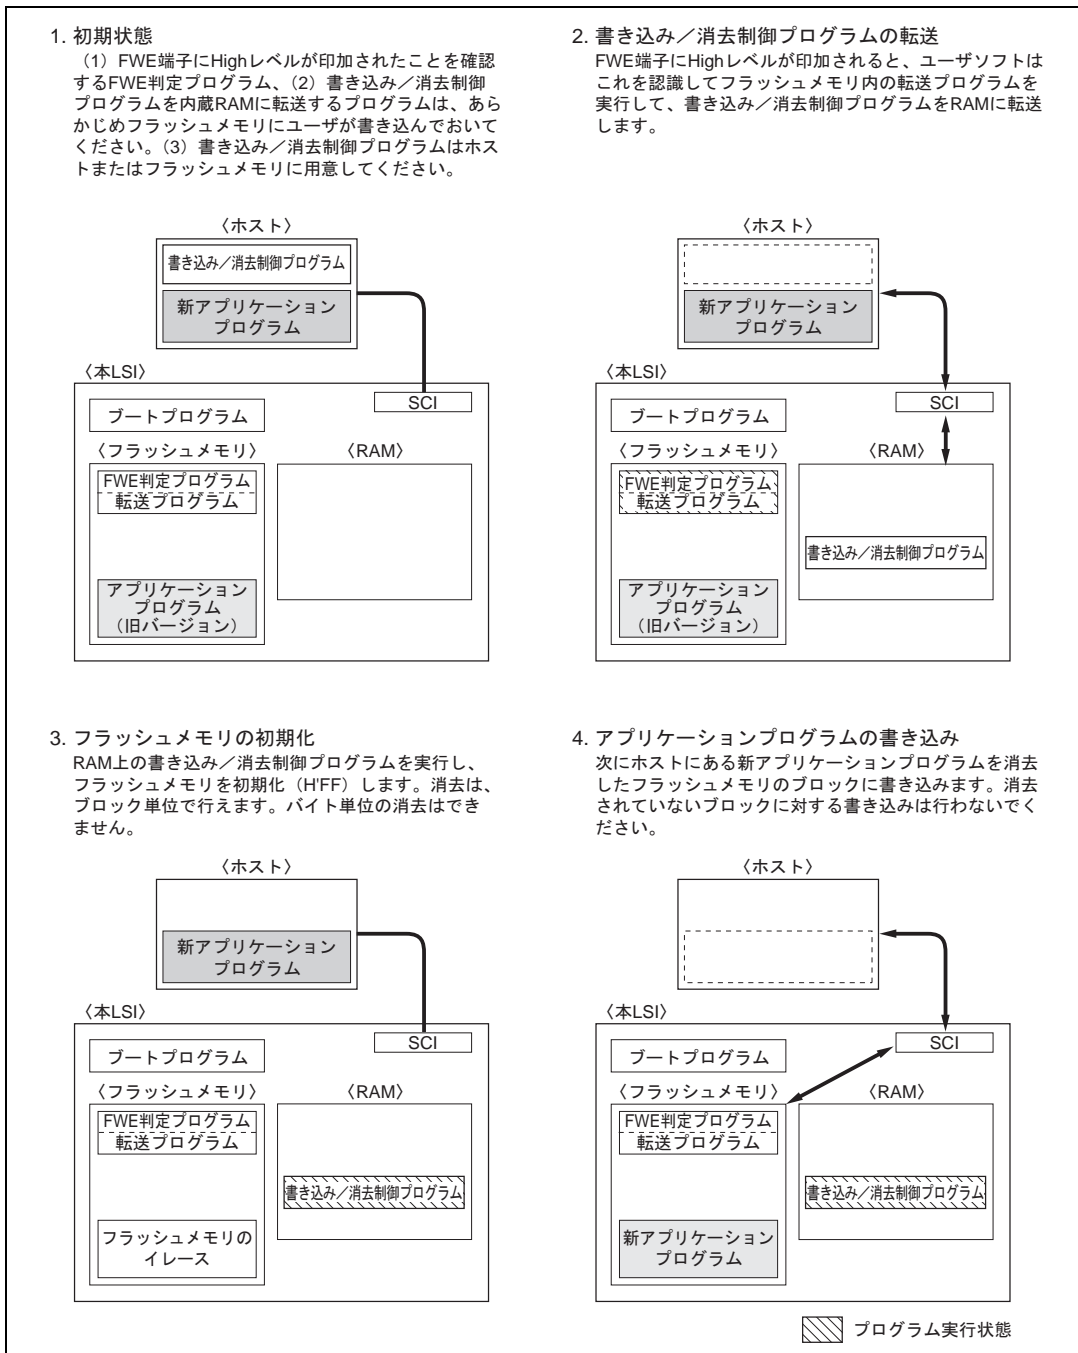 1. 初期状態
（1）FWE端子にHighレベルが印加されたことを確認
するFWE判定プログラム、（2）書き込み／消去制御
プログラムを内蔵RAMに転送するプログラムは、あら
かじめフラッシュメモリにユーザが書き込んでおいて
ください。（3）書き込み／消去制御プログラムはホス
トまたはフラッシュメモリに用意してください。
〈ホスト〉
書き込み／消去制御プログラム
新アプリケーション
プログラム
〈本LSI〉
SCI
ブートプログラム
〈フラッシュメモリ〉
〈RAM〉
FWE判定プログラム
転送プログラム
アプリケーション
プログラム
（旧バージョン）
2. 書き込み／消去制御プログラムの転送
FWE端子にHighレベルが印加されると、ユーザソフトは
これを認識してフラッシュメモリ内の転送プログラムを
実行して、書き込み／消去制御プログラムをRAMに転送
します。
〈ホスト〉
新アプリケーション
プログラム
〈本LSI〉
SCI
ブートプログラム
〈フラッシュメモリ〉
〈RAM〉
FWE判定プログラム
転送プログラム
書き込み／消去制御プログラム
アプリケーション
プログラム
（旧バージョン）
3. フラッシュメモリの初期化
RAM上の書き込み／消去制御プログラムを実行し、
フラッシュメモリを初期化（H'FF）します。消去は、
ブロック単位で行えます。バイト単位の消去はでき
ません。
〈ホスト〉
新アプリケーション
プログラム
〈本LSI〉
SCI
ブートプログラム
〈フラッシュメモリ〉
〈RAM〉
FWE判定プログラム
転送プログラム
書き込み／消去制御プログラム
フラッシュメモリの
イレース
4. アプリケーションプログラムの書き込み
次にホストにある新アプリケーションプログラムを消去
したフラッシュメモリのブロックに書き込みます。消去
されていないブロックに対する書き込みは行わないでく
ださい。
〈ホスト〉
〈本LSI〉
SCI
ブートプログラム
〈フラッシュメモリ〉
〈RAM〉
FWE判定プログラム
転送プログラム
書き込み／消去制御プログラム
新アプリケーション
プログラム
プログラム実行状態